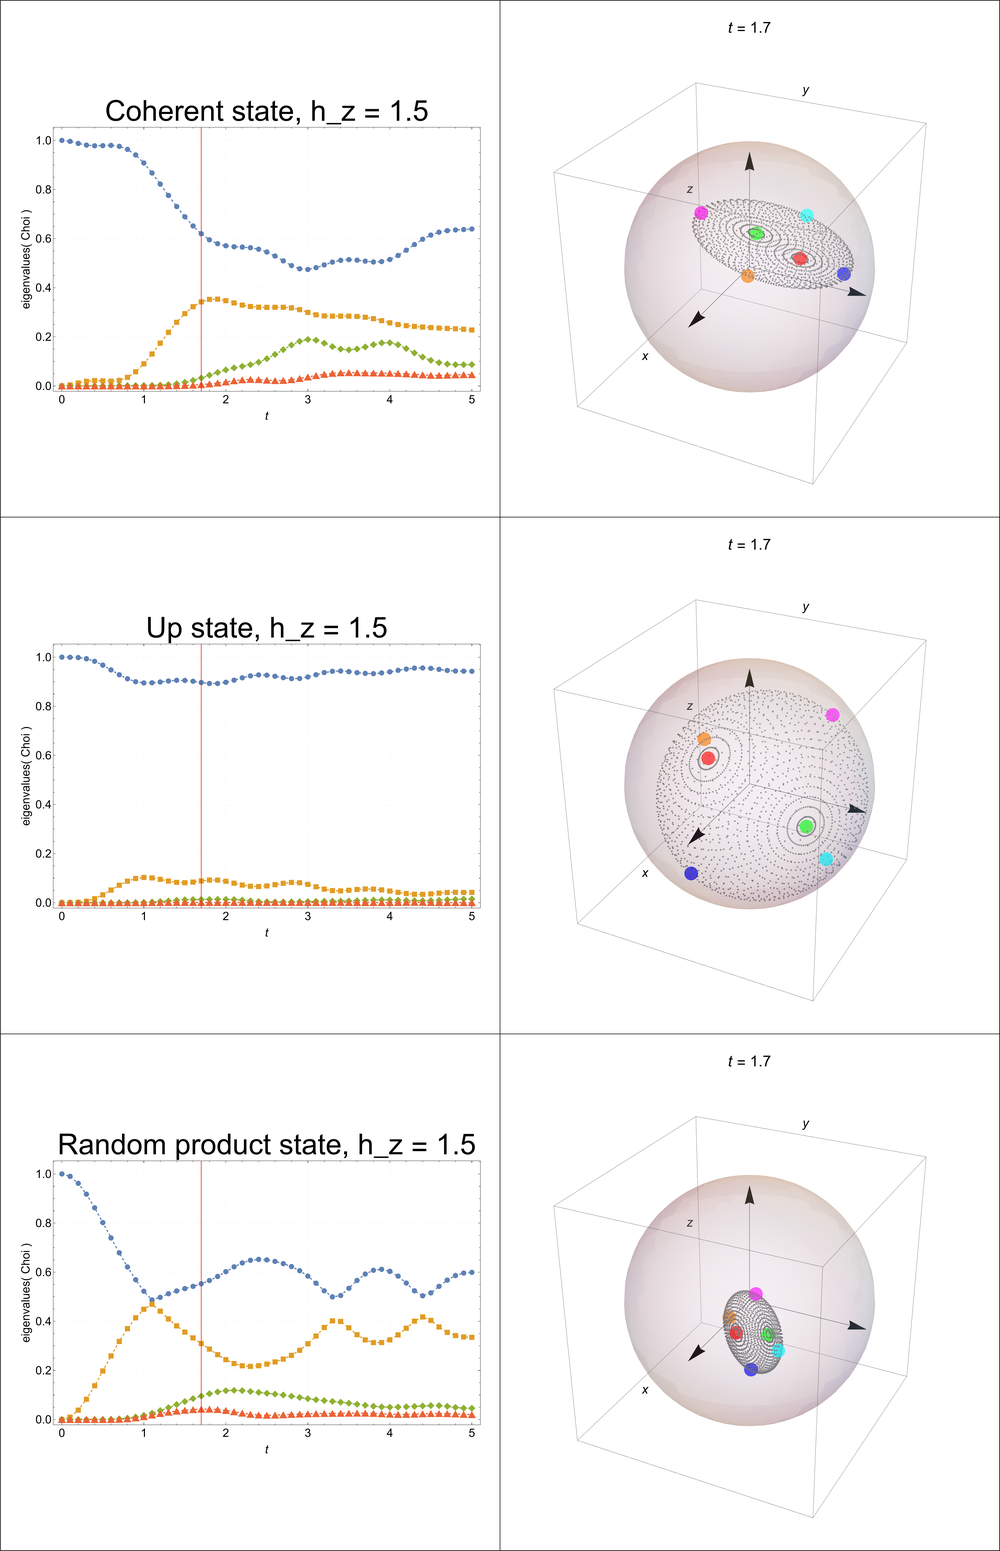 Coherent state, h_z = 1.5
eigenvalues( Choi )
1.0
0.8
0.6
0.4
0.2
0.0
0 1 2 3 4 5
t
t = 1.7
y
z
x
Up state, h_z = 1.5
eigenvalues( Choi )
1.0
0.8
0.6
0.4
0.2
0.0
0 1 2 3 4 5
t
t = 1.7
y
z
x
Random product state, h_z = 1.5
eigenvalues( Choi )
1.0
0.8
0.6
0.4
0.2
0.0
0 1 2 3 4 5
t
t = 1.7
y
z
x